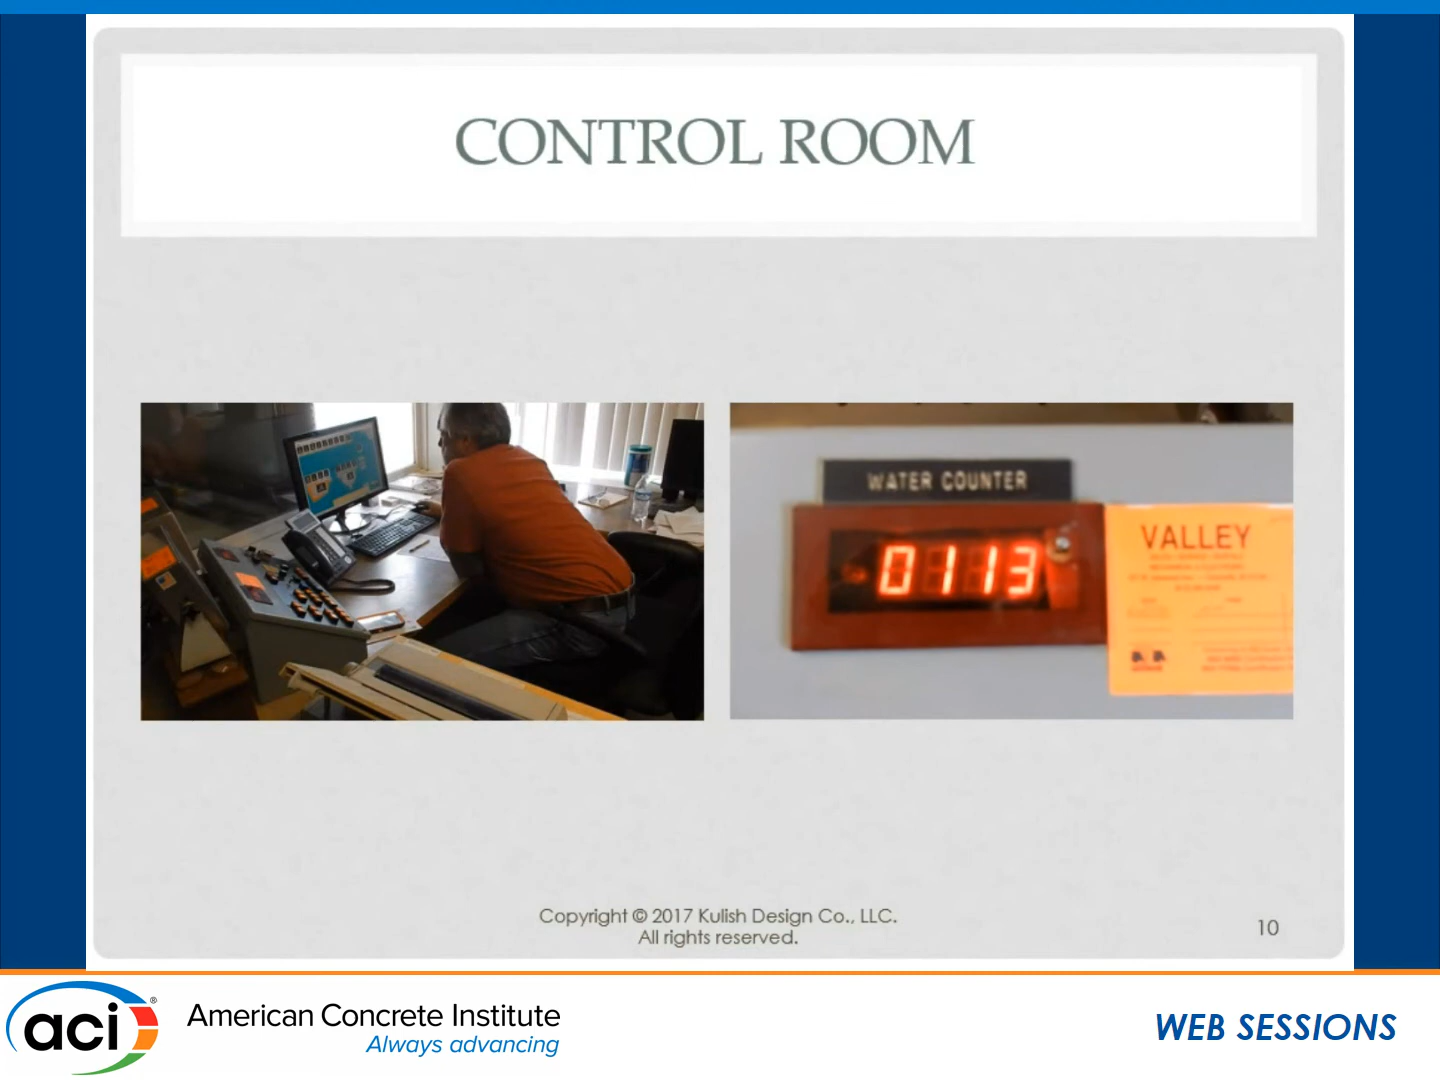 CONTROL ROOM
WATER COUNTER
0113
VALLEY
Copyright © 2017 Kulish Design Co., LLC.
All rights reserved.
10
aci®
American Concrete Institute
Always advancing
WEB SESSIONS